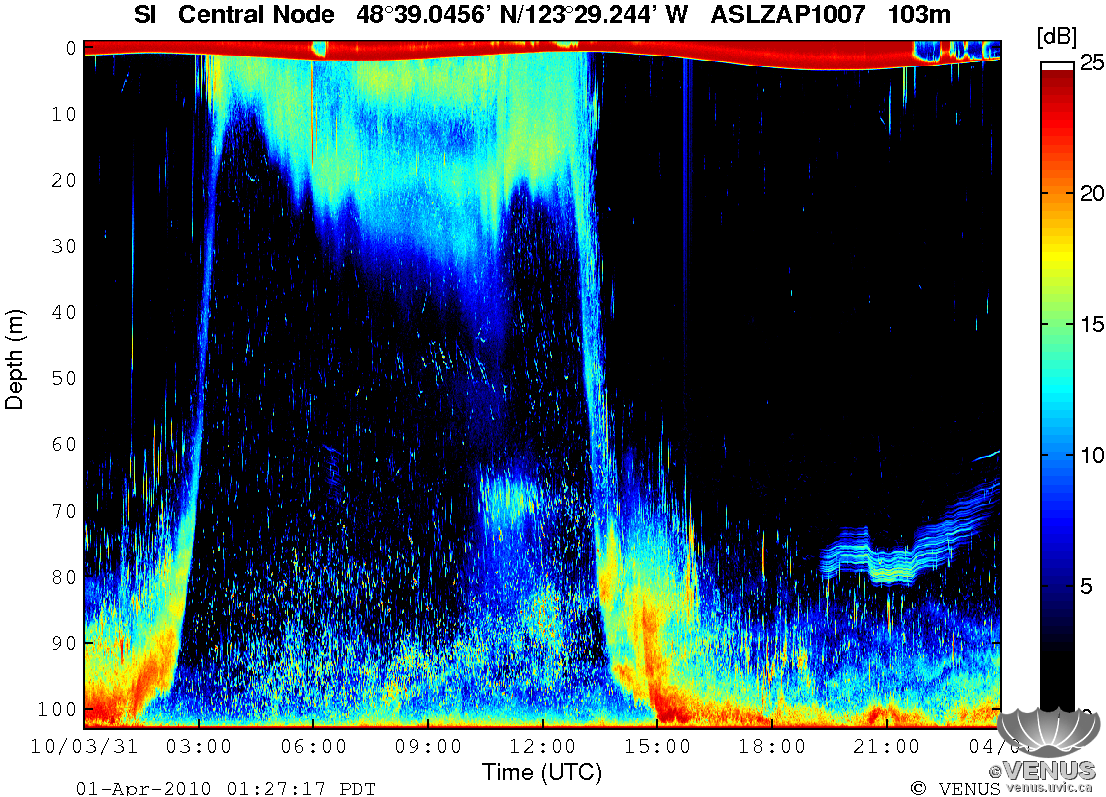 SI Central Node 48°39.0456' N/123°29.244' W ASLZAP1007 103m
[dB]
25
20
15
10
5
0
Depth (m)
0
10
20
30
40
50
60
70
80
90
100
10/03/31 03:00 06:00 09:00 12:00 15:00 18:00 21:00 04/0
Time (UTC)
01-Apr-2010 01:27:17 PDT
© VENUS
© VENUS
venus.uvic.ca